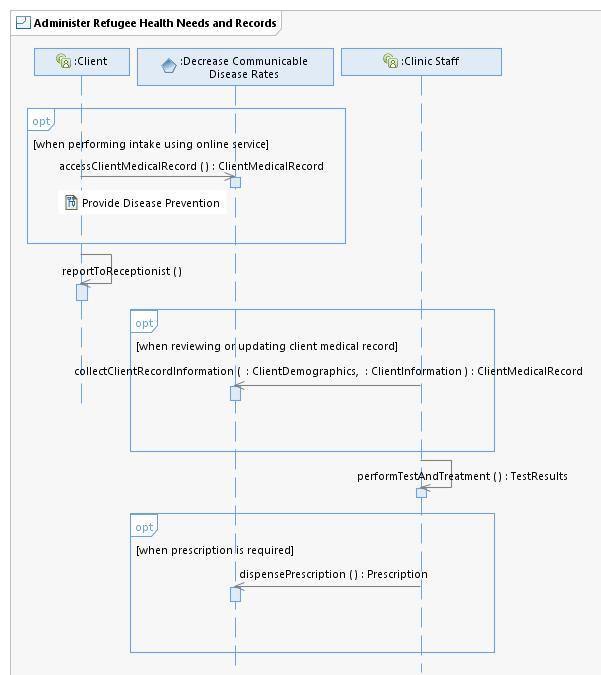 Administer Refugee Health Needs and Records
:Client
:Decrease Communicable
Disease Rates
:Clinic Staff
opt
[when performing intake using online service]
accessClientMedicalRecord ( ) : ClientMedicalRecord
Provide Disease Prevention
reportToReceptionist ( )
opt
[when reviewing or updating client medical record]
collectClientRecordInformation (  : ClientDemographics,  : ClientInformation ) : ClientMedicalRecord
performTestAndTreatment ( ) : TestResults
opt
[when prescription is required]
dispensePrescription ( ) : Prescription